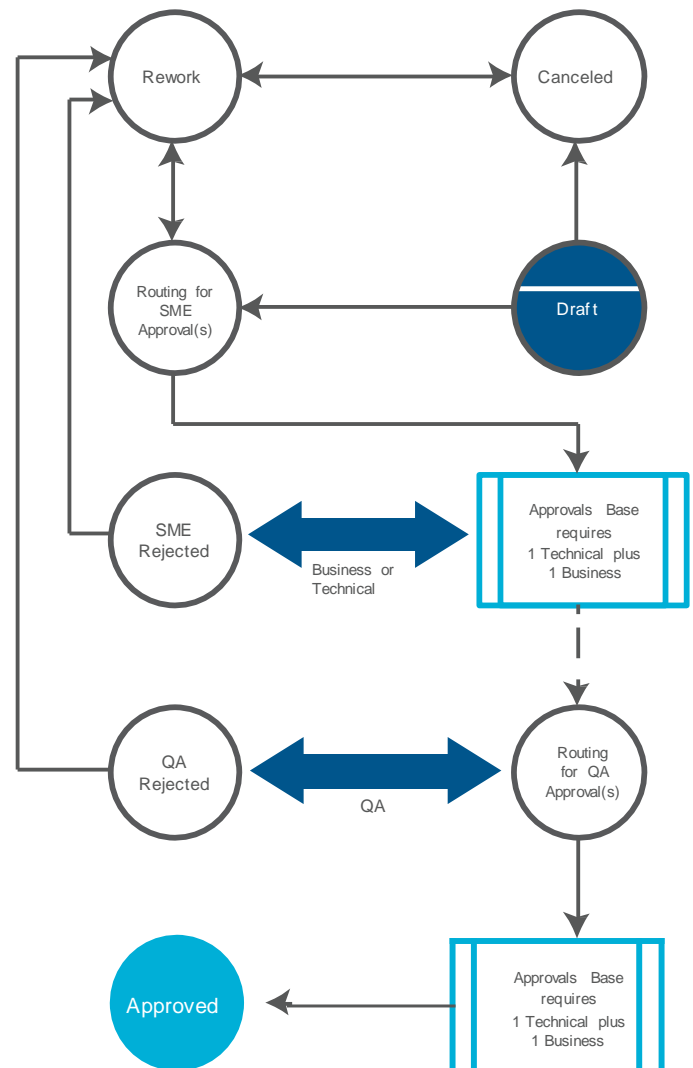 Rework
Canceled
Routing for
SME
Approval(s)
Draft
SME
Rejected
Business or
Technical
Approvals Base
requires
1 Technical plus
1 Business
QA
Rejected
QA
Routing
for QA
Approval(s)
Approved
Approvals Base
requires
1 Technical plus
1 Business